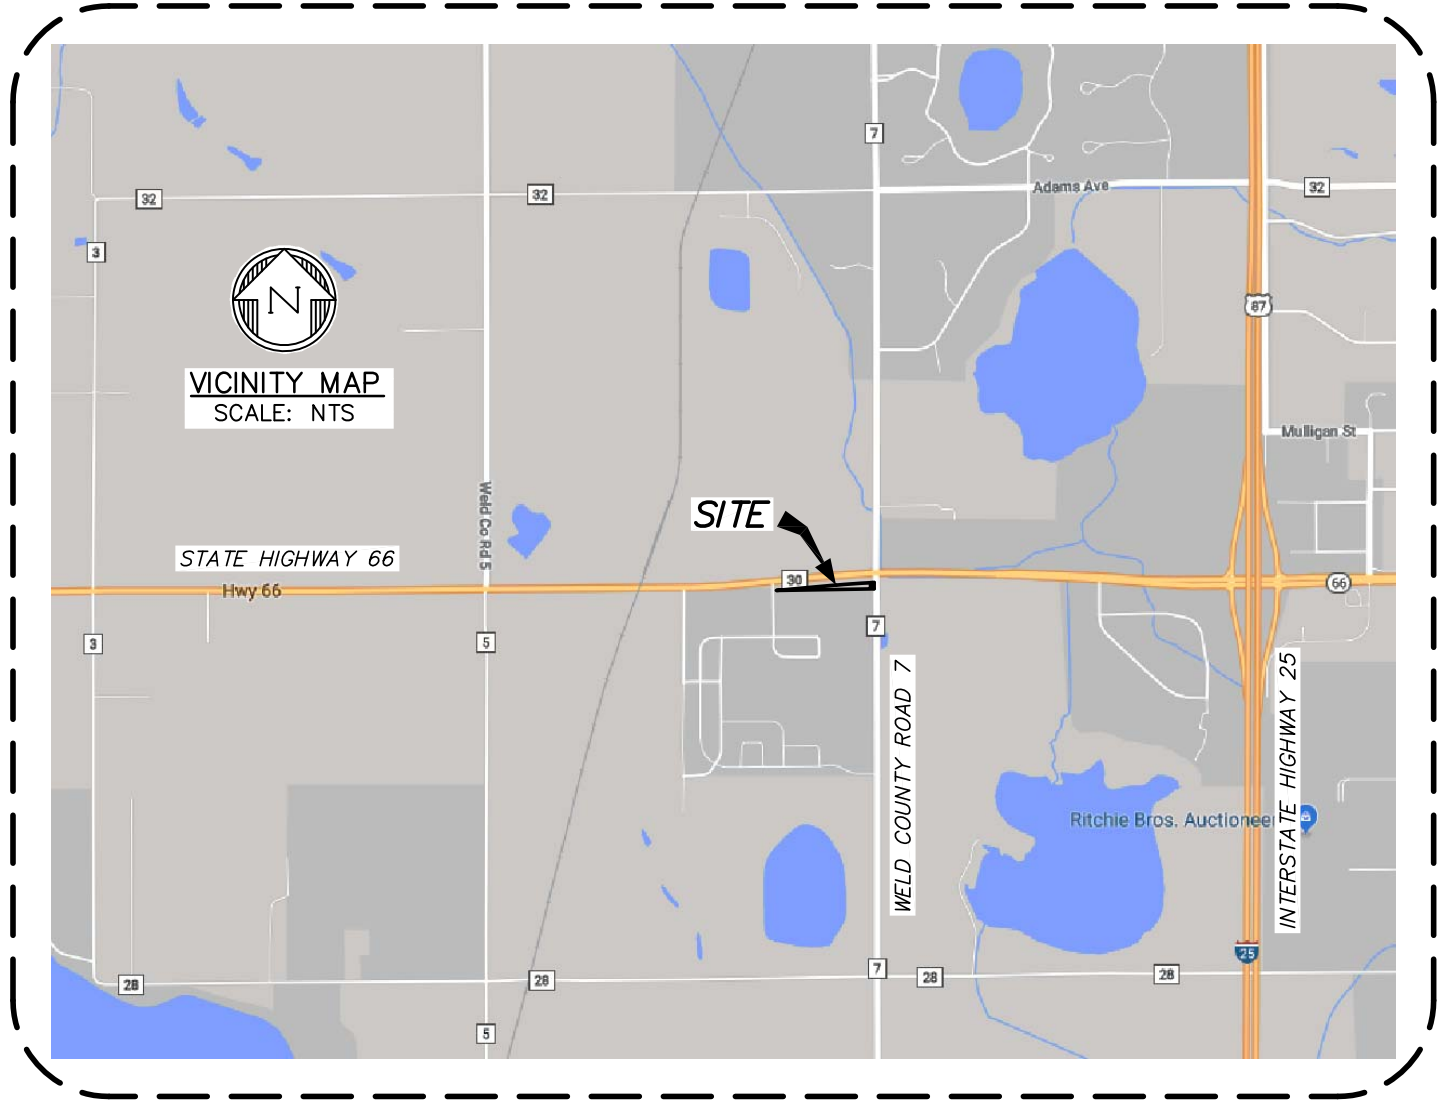 7
32
32
Adams Ave
32
3
N
87
VICINITY MAP
SCALE: NTS
Mulligan St
Weld Co Rd 5
SITE
STATE HIGHWAY 66
Hwy 66
30
66
3
5
7
WELD COUNTY ROAD 7
INTERSTATE HIGHWAY 25
Ritchie Bros. Auctioneer
25
28
28
7
28
28
5